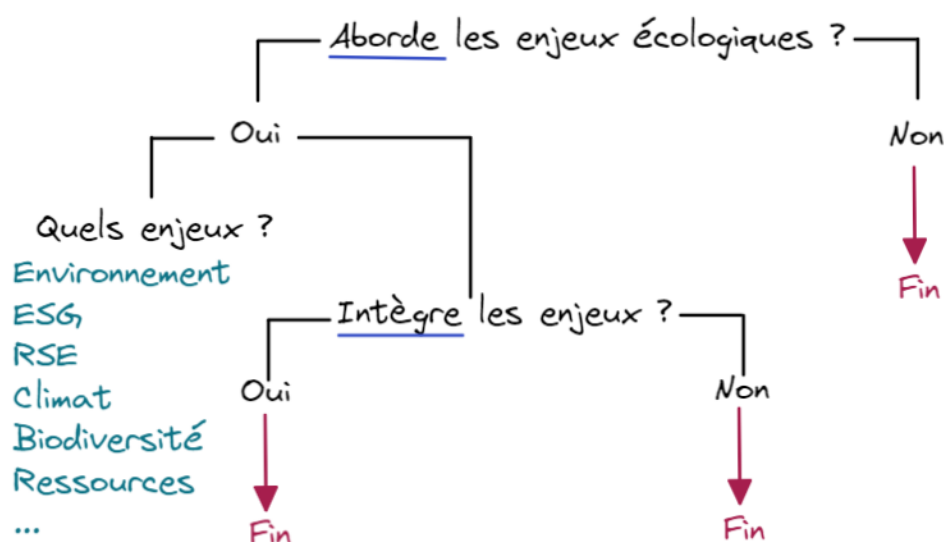 Aborde les enjeux écologiques ?
Oui
Non
Quels enjeux ?
Environnement
ESG
RSE
Climat
Biodiversité
Ressources
...
Fin
Intègre les enjeux ?
Oui
Non
Fin
Fin